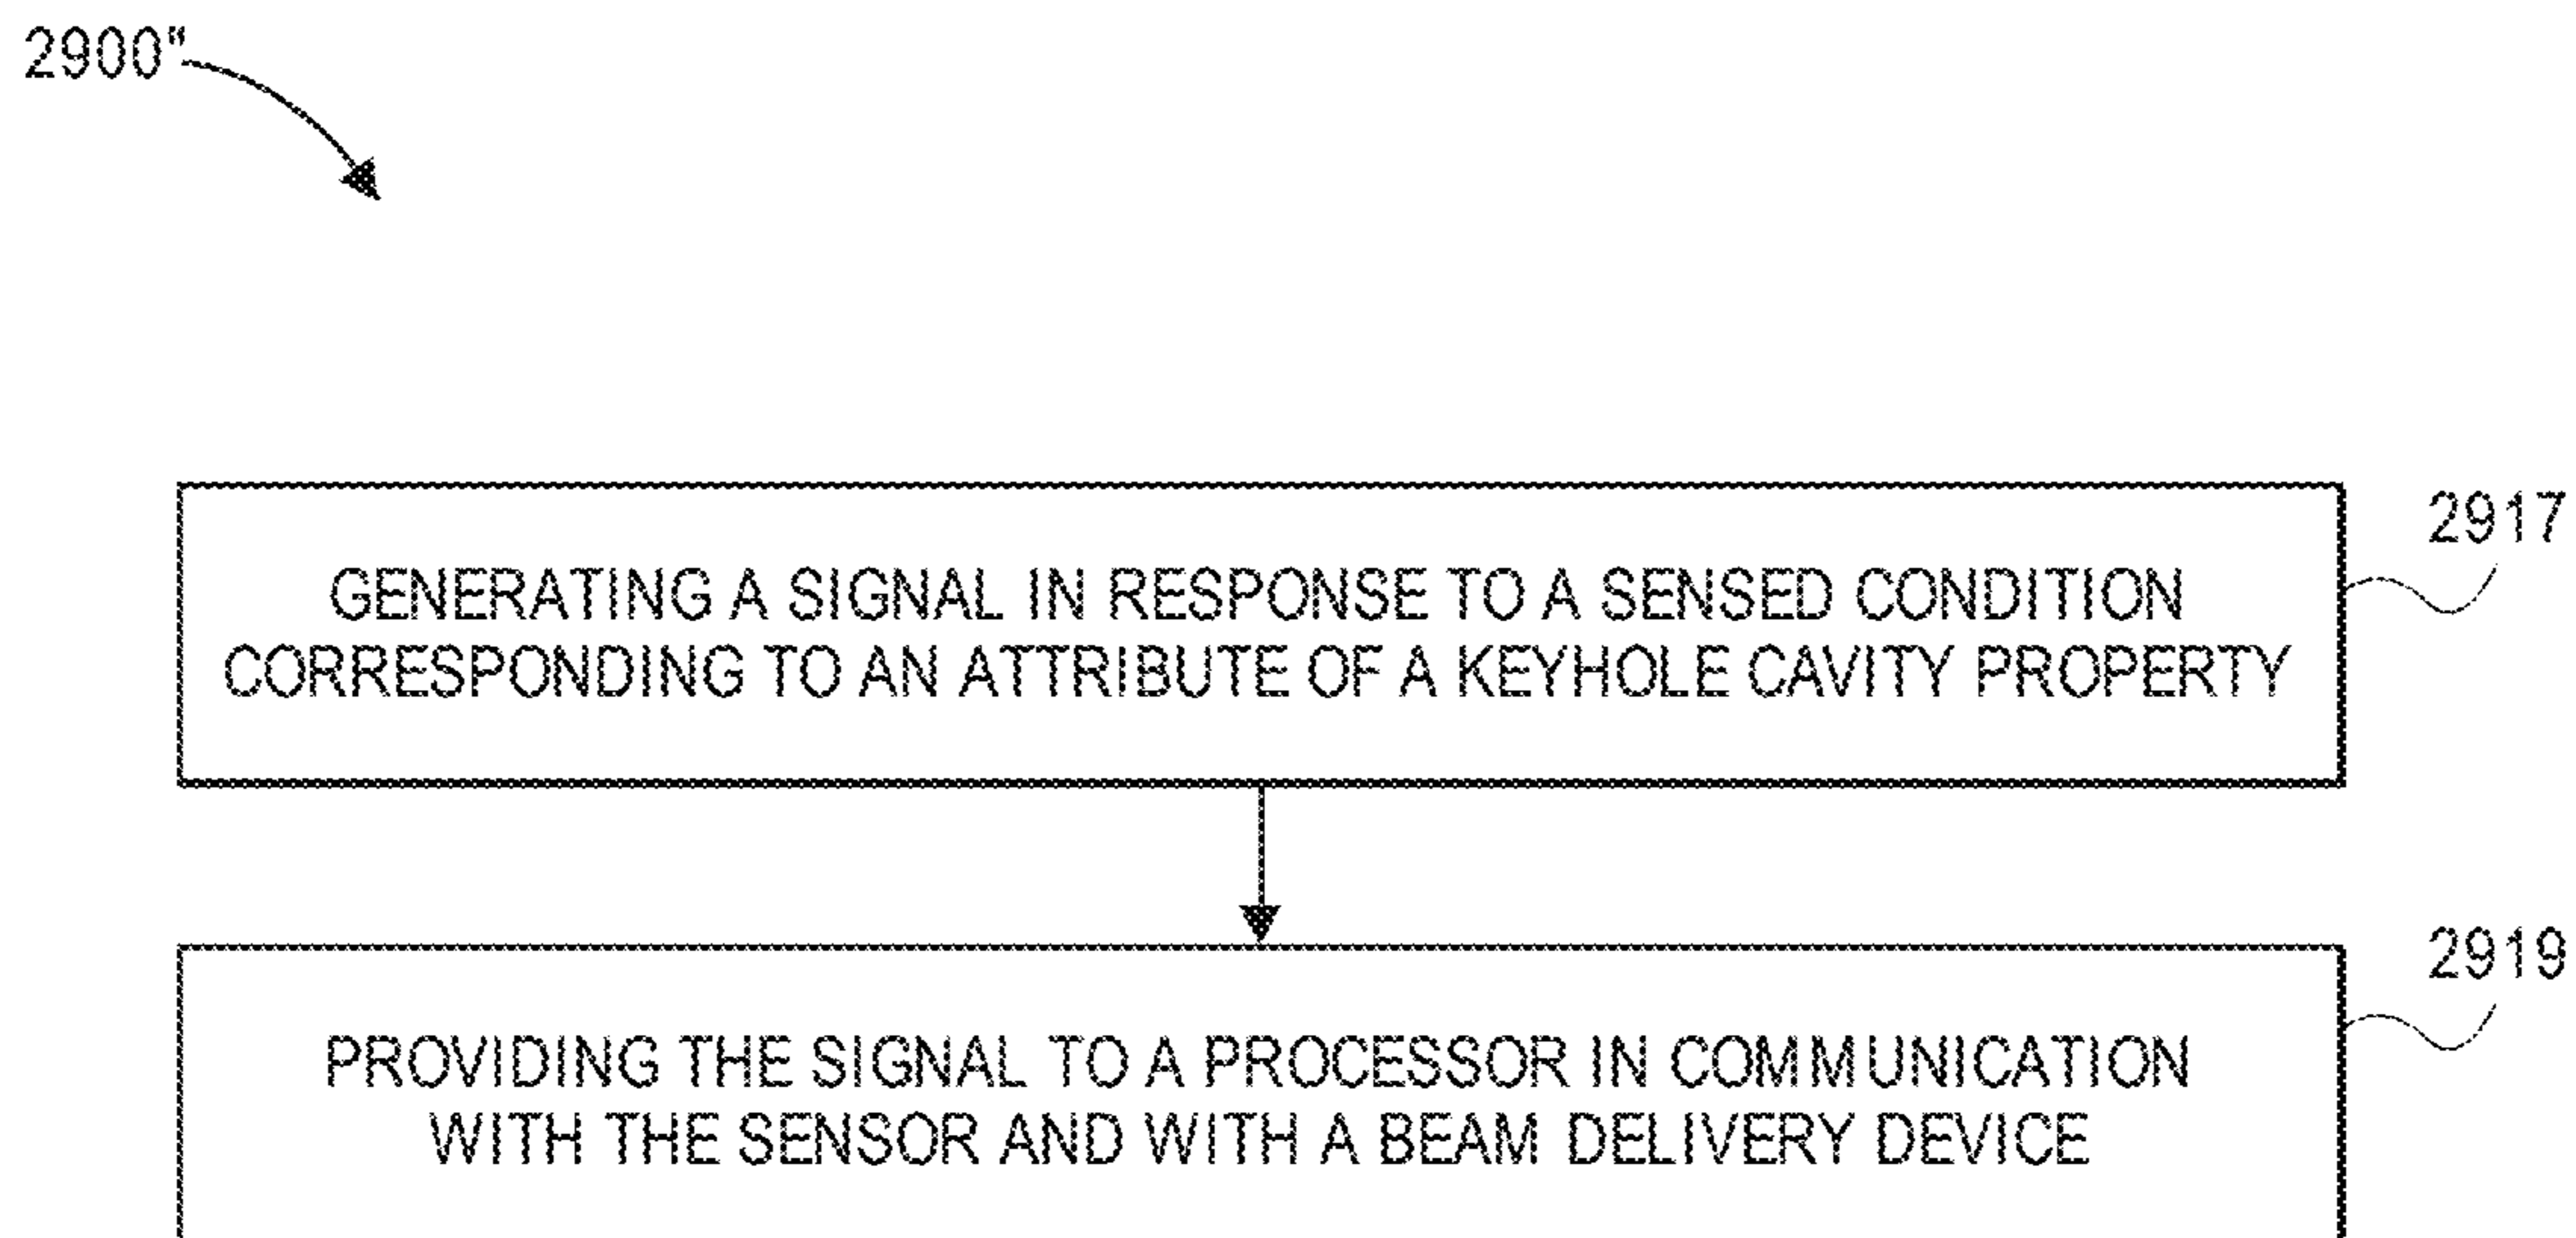 2900"
2917
GENERATING A SIGNAL IN RESPONSE TO A SENSED CONDITION
CORRESPONDING TO AN ATTRIBUTE OF A KEYHOLE CAVITY PROPERTY
2919
PROVIDING THE SIGNAL TO A PROCESSOR IN COMMUNICATION
WITH THE SENSOR AND WITH A BEAM DELIVERY DEVICE